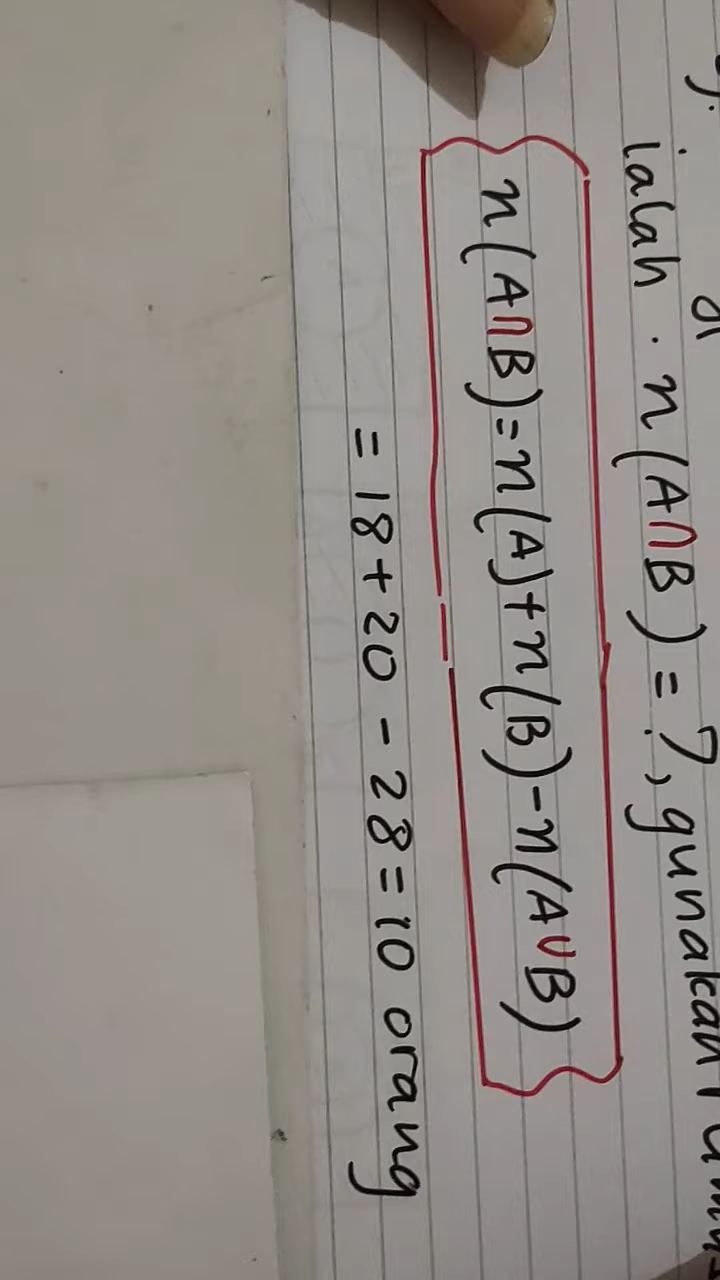 ialah . n(A∩B) = ?, gunakan
n(A∩B)=n(A)+n(B)-n(A∪B)
= 18 + 20 - 28 = 10 orang